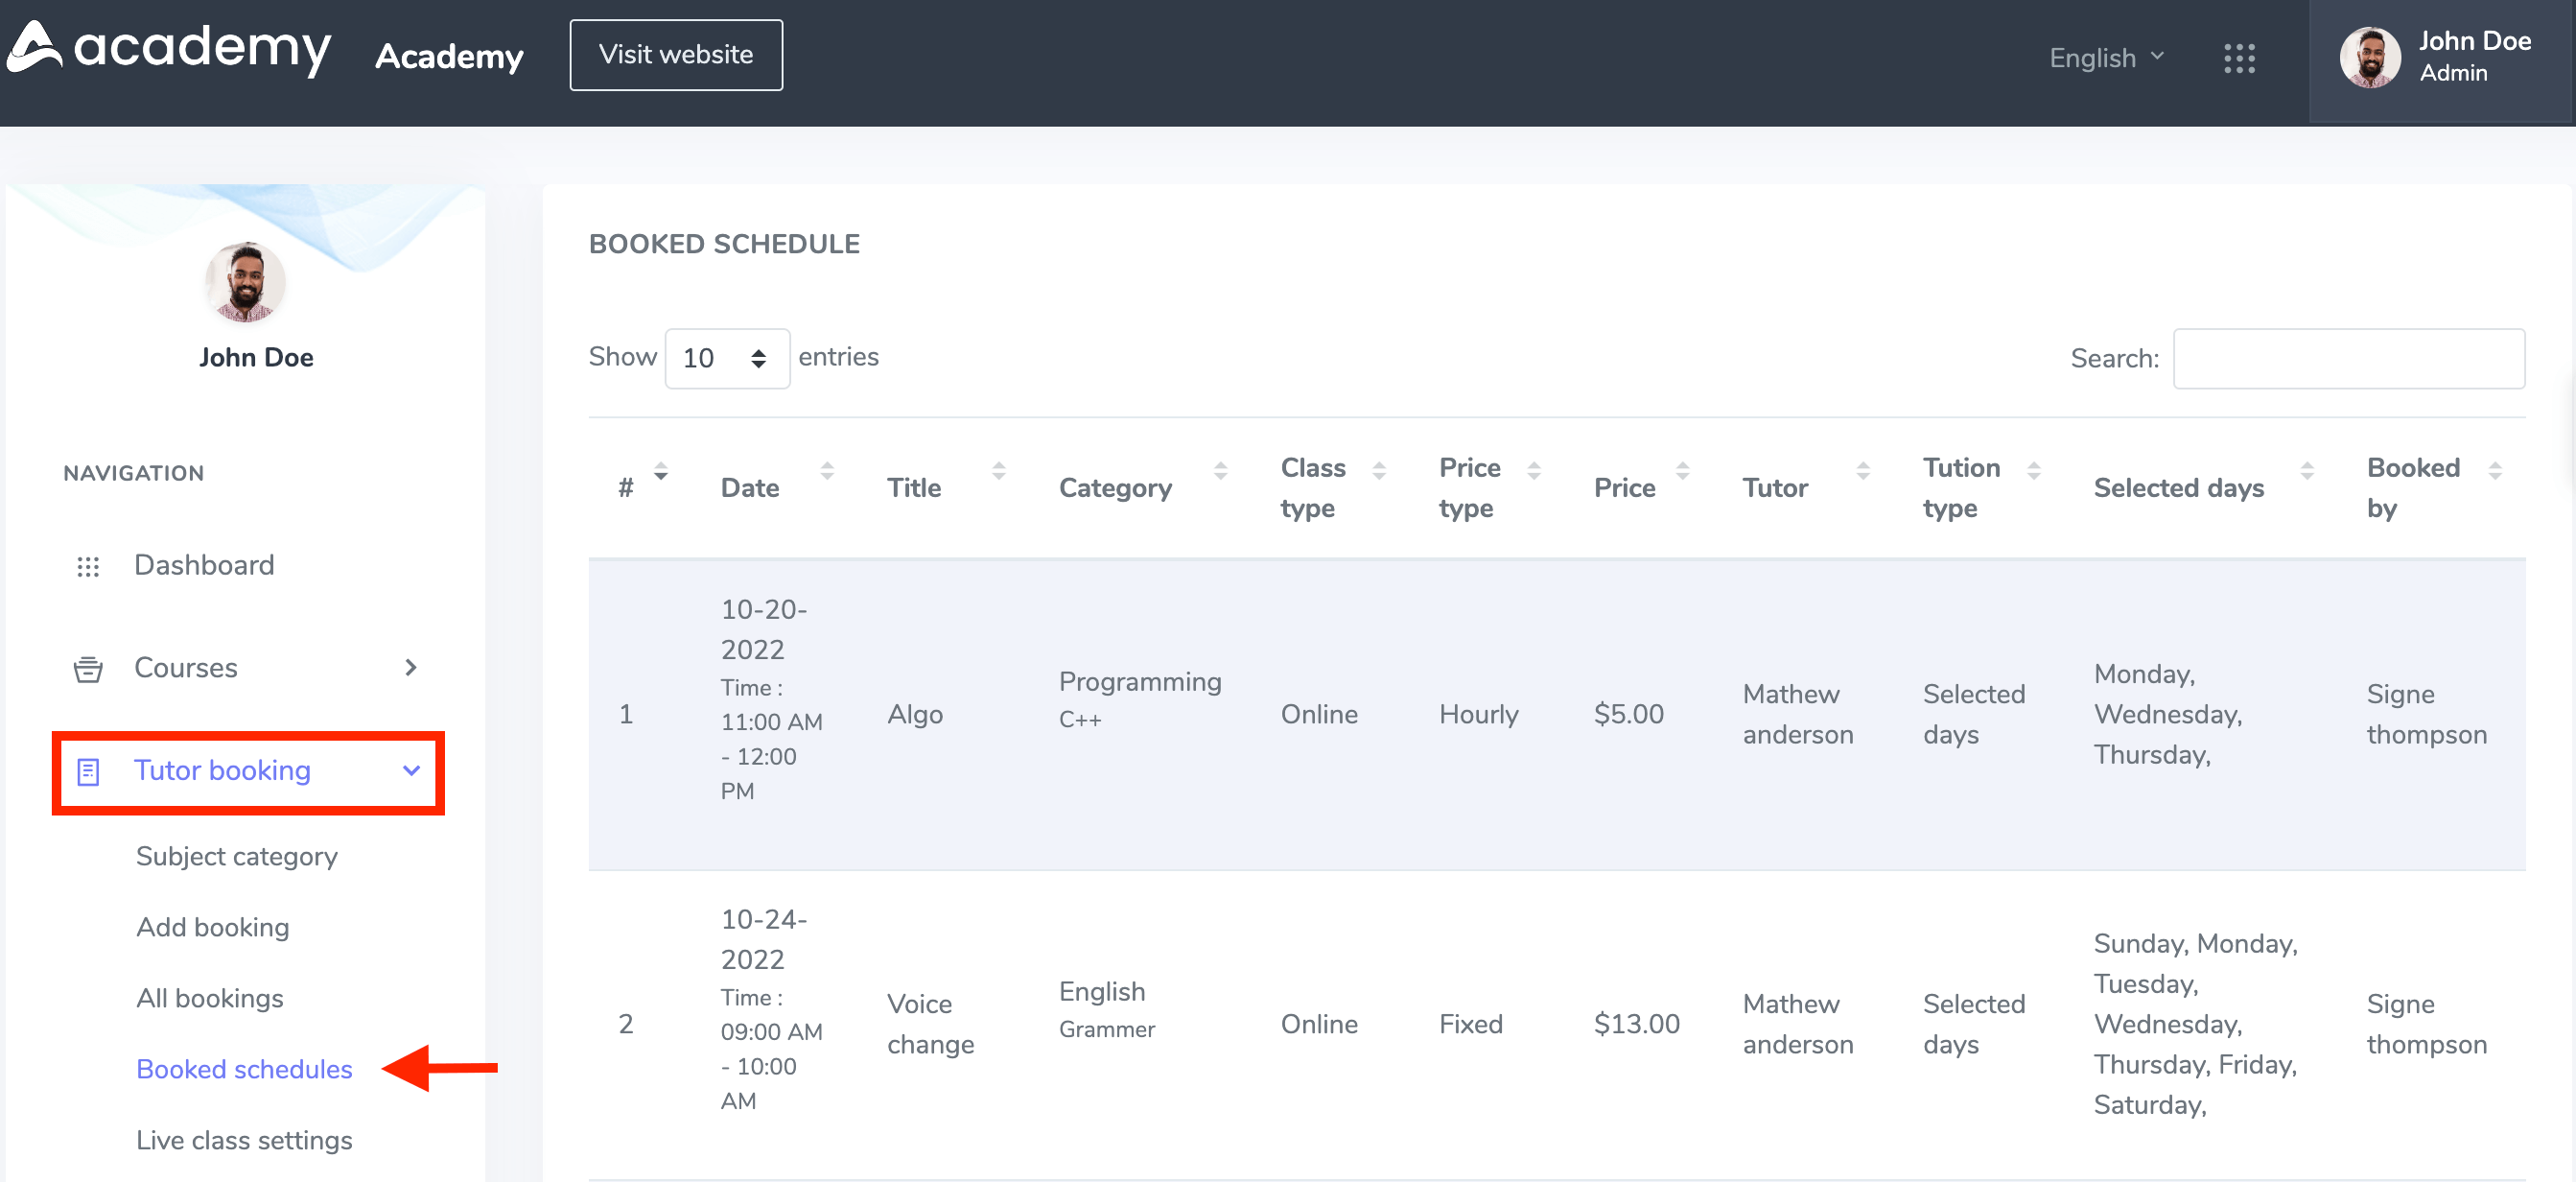 academy
Academy
Visit website
English
John Doe
Admin
John Doe
NAVIGATION
Dashboard
Courses
Tutor booking
Subject category
Add booking
All bookings
Booked schedules
Live class settings
BOOKED SCHEDULE
Show 10 entries
Search:
# Date Title Category Class type Price type Price Tutor Tution type Selected days Booked by
1
10-20-
2022
Time :
11:00 AM
- 12:00
PM
Algo
Programming
C++
Online
Hourly
$5.00
Mathew
anderson
Selected
days
Monday,
Wednesday,
Thursday,
Signe
thompson
2
10-24-
2022
Time :
09:00 AM
- 10:00
AM
Voice
change
English
Grammer
Online
Fixed
$13.00
Mathew
anderson
Selected
days
Sunday, Monday,
Tuesday,
Wednesday,
Thursday, Friday,
Saturday,
Signe
thompson